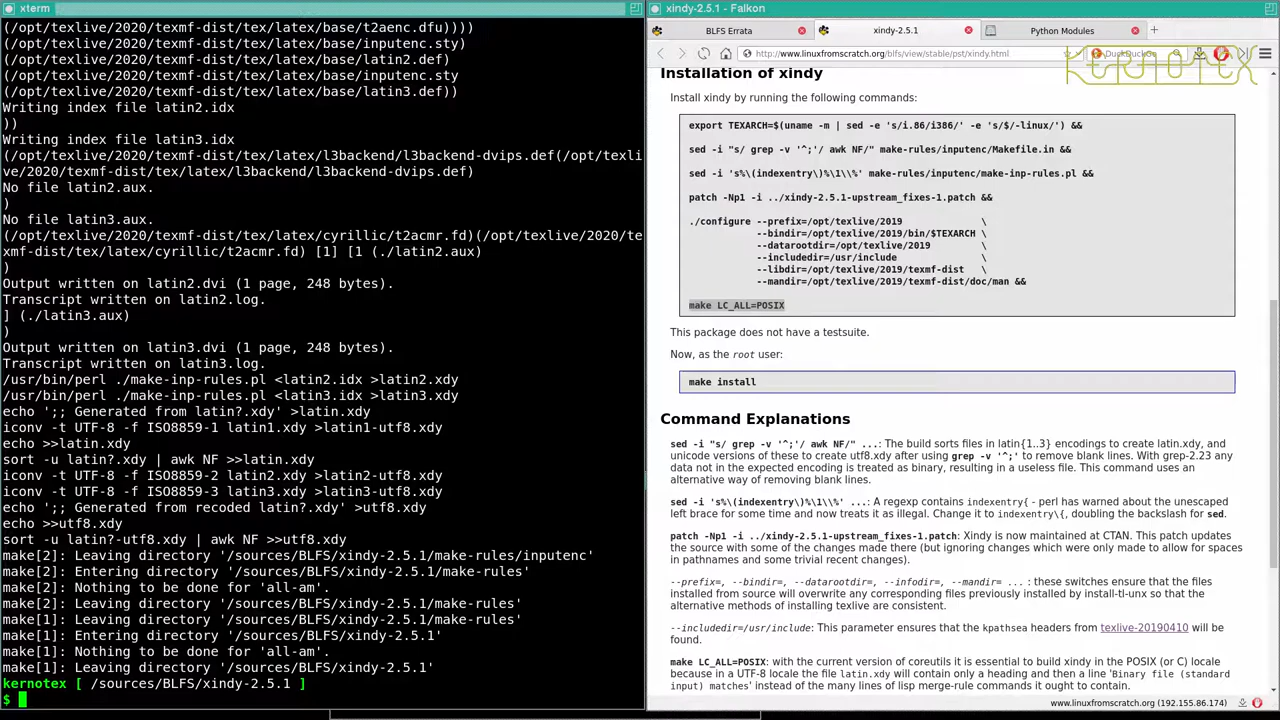 xterm
(/opt/texlive/2020/texmf-dist/tex/latex/base/t2aenc.dfu))))
(/opt/texlive/2020/texmf-dist/tex/latex/base/inputenc.sty)
(/opt/texlive/2020/texmf-dist/tex/latex/base/latin2.def)
(/opt/texlive/2020/texmf-dist/tex/latex/base/inputenc.sty
(/opt/texlive/2020/texmf-dist/tex/latex/base/latin3.def))
Writing index file latin2.idx
))
Writing index file latin3.idx
(/opt/texlive/2020/texmf-dist/tex/latex/l3backend/l3backend-dvips.def(/opt/texli
ve/2020/texmf-dist/tex/latex/l3backend/l3backend-dvips.def)
No file latin2.aux.
)
No file latin3.aux.
(/opt/texlive/2020/texmf-dist/tex/latex/cyrillic/t2acmr.fd)(/opt/texlive/2020/te
xmf-dist/tex/latex/cyrillic/t2acmr.fd) [1] [1 (./latin2.aux)
)
Output written on latin2.dvi (1 page, 248 bytes).
Transcript written on latin2.log.
] (./latin3.aux)
)
Output written on latin3.dvi (1 page, 248 bytes).
Transcript written on latin3.log.
/usr/bin/perl ./make-inp-rules.pl <latin2.idx >latin2.xdy
/usr/bin/perl ./make-inp-rules.pl <latin3.idx >latin3.xdy
echo ';; Generated from latin?.xdy' >latin.xdy
iconv -t UTF-8 -f ISO8859-1 latin1.xdy >latin1-utf8.xdy
echo >>latin.xdy
sort -u latin?.xdy | awk NF >>latin.xdy
iconv -t UTF-8 -f ISO8859-2 latin2.xdy >latin2-utf8.xdy
iconv -t UTF-8 -f ISO8859-3 latin3.xdy >latin3-utf8.xdy
echo ';; Generated from recoded latin?.xdy' >utf8.xdy
echo >>utf8.xdy
sort -u latin?-utf8.xdy | awk NF >>utf8.xdy
make[2]: Leaving directory '/sources/BLFS/xindy-2.5.1/make-rules/inputenc'
make[2]: Entering directory '/sources/BLFS/xindy-2.5.1/make-rules'
make[2]: Nothing to be done for 'all-am'.
make[2]: Leaving directory '/sources/BLFS/xindy-2.5.1/make-rules'
make[1]: Leaving directory '/sources/BLFS/xindy-2.5.1/make-rules'
make[1]: Entering directory '/sources/BLFS/xindy-2.5.1'
make[1]: Nothing to be done for 'all-am'.
make[1]: Leaving directory '/sources/BLFS/xindy-2.5.1'
kernotex [ /sources/BLFS/xindy-2.5.1 ]
$
xindy-2.5.1 - Falkon
BLFS Errata
xindy-2.5.1
Python Modules
http://www.linuxfromscratch.org/blfs/view/stable/pst/xindy.html
DuckDuckGo
KERNOTEX
Installation of xindy
Install xindy by running the following commands:
export TEXARCH=$(uname -m | sed -e 's/i.86/i386/' -e 's/$/-linux/') &&
sed -i "s/ grep -v '^;'/ awk NF/" make-rules/inputenc/Makefile.in &&
sed -i 's%\(indexentry\)%\1\\%' make-rules/inputenc/make-inp-rules.pl &&
patch -Np1 -i ../xindy-2.5.1-upstream_fixes-1.patch &&
./configure --prefix=/opt/texlive/2019 \
--bindir=/opt/texlive/2019/bin/$TEXARCH \
--datarootdir=/opt/texlive/2019 \
--includedir=/usr/include \
--libdir=/opt/texlive/2019/texmf-dist \
--mandir=/opt/texlive/2019/texmf-dist/doc/man &&
make LC_ALL=POSIX
This package does not have a testsuite.
Now, as the root user:
make install
Command Explanations
sed -i "s/ grep -v '^;'/ awk NF/" ...: The build sorts files in latin{1..3} encodings to create latin.xdy, and
unicode versions of these to create utf8.xdy after using grep -v '^;' to remove blank lines. With grep-2.23 any
data not in the expected encoding is treated as binary, resulting in a useless file. This command uses an
alternative way of removing blank lines.
sed -i 's%\(indexentry\)%\1\\%' ...: A regexp contains indexentry{ - perl has warned about the unescaped
left brace for some time and now treats it as illegal. Change it to indexentry\{, doubling the backslash for sed.
patch -Np1 -i ../xindy-2.5.1-upstream_fixes-1.patch: Xindy is now maintained at CTAN. This patch updates
the source with some of the changes made there (but ignoring changes which were only made to allow for spaces
in pathnames and some trivial recent changes).
--prefix=, --bindir=, --datarootdir=, --infodir=, --mandir= ... : these switches ensure that the files
installed from source will overwrite any corresponding files previously installed by install-tl-unx so that the
alternative methods of installing texlive are consistent.
--includedir=/usr/include: This parameter ensures that the kpathsea headers from texlive-20190410 will be
found.
make LC_ALL=POSIX: with the current version of coreutils it is essential to build xindy in the POSIX (or C) locale
because in a UTF-8 locale the file latin.xdy will contain only a heading and then a line 'Binary file (standard
input) matches' instead of the many lines of lisp merge-rule commands it ought to contain.
www.linuxfromscratch.org (192.155.86.174)